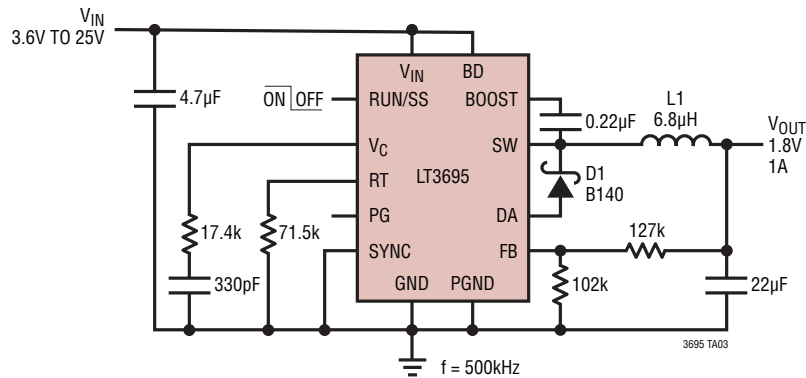 VIN
3.6V TO 25V
4.7µF
ON OFF
VIN
BD
RUN/SS
BOOST
0.22µF
L1
6.8µH
VOUT
1.8V
1A
VC
SW
RT
LT3695
D1
B140
PG
DA
17.4k
71.5k
SYNC
FB
127k
330pF
GND
PGND
102k
22µF
3695 TA03
f = 500kHz